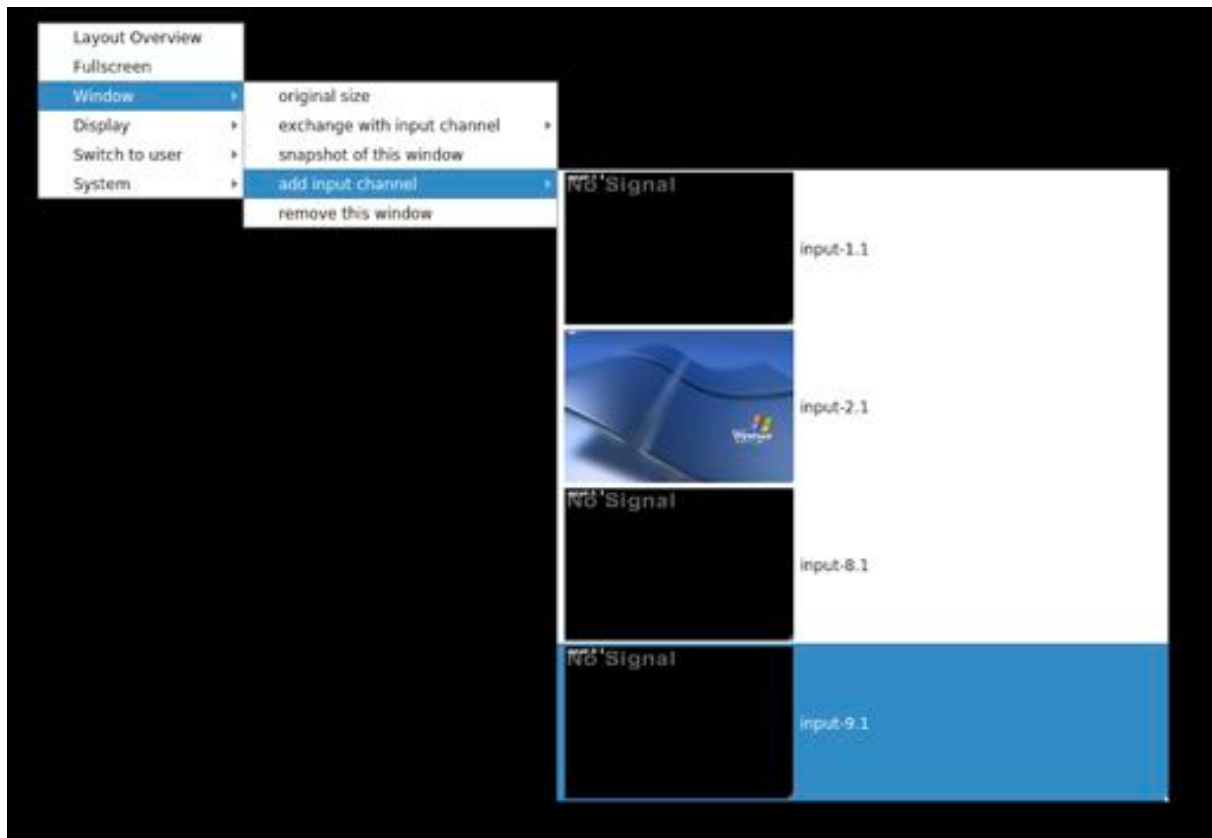 Layout Overview
Fullscreen
Window
Display
Switch to user
System
original size
exchange with input channel
snapshot of this window
add input channel
remove this window
No Signal
input-1.1
Windows
input-2.1
No Signal
input-8.1
No Signal
input-9.1